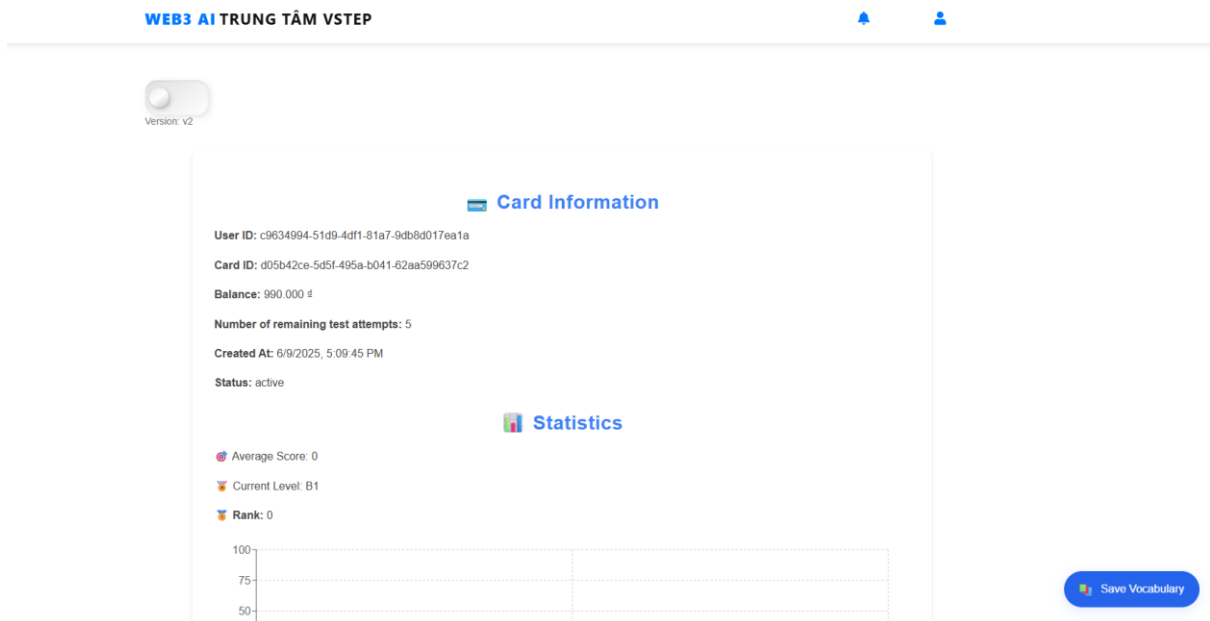 WEB3 AI TRUNG TÂM VSTEP
Version: v2
Card Information
User ID: c9634994-51d9-4df1-81a7-9db8d017ea1a
Card ID: d05b42ce-5d5f-495a-b041-62aa599637c2
Balance: 990.000 ₫
Number of remaining test attempts: 5
Created At: 6/9/2025, 5:09:45 PM
Status: active
Statistics
Average Score: 0
Current Level: B1
Rank: 0
100
75
50
Save Vocabulary